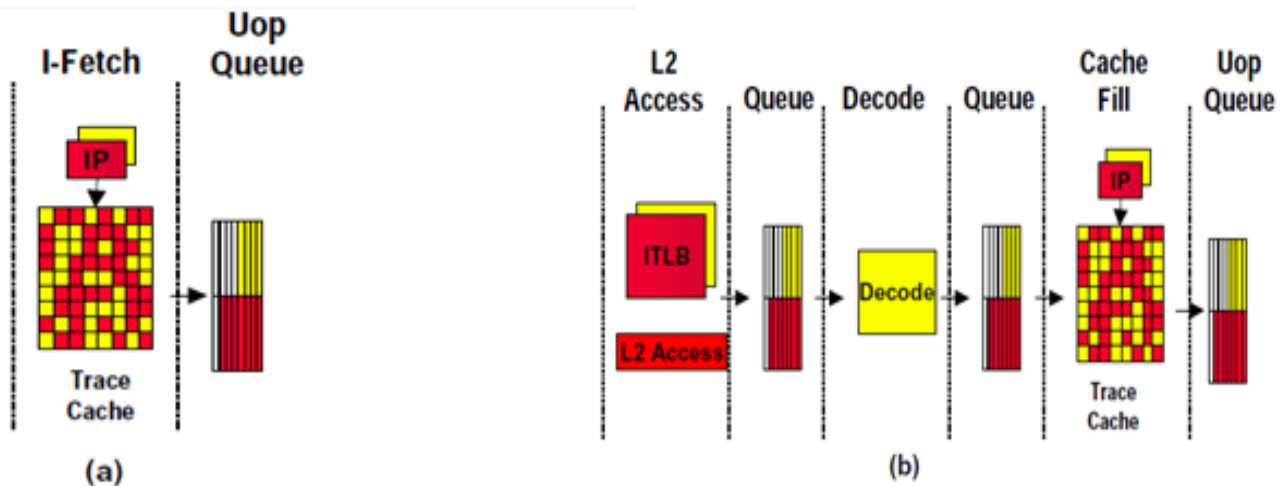 I-Fetch
Uop
Queue
IP
Trace
Cache
(a)
L2
Access
Queue
Decode
Queue
Cache
Fill
Uop
Queue
ITLB
L2 Access
Decode
IP
Trace
Cache
(b)